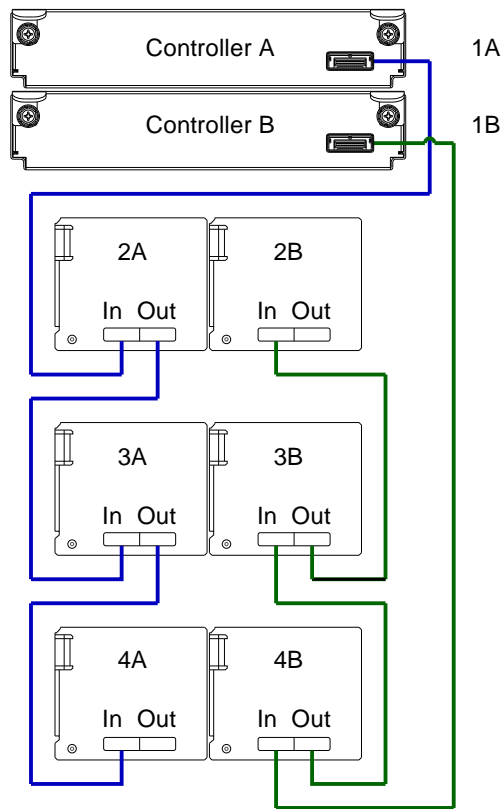 Controller A 1A
Controller B 1B
2A 2B
In Out In Out
3A 3B
In Out In Out
4A 4B
In Out In Out